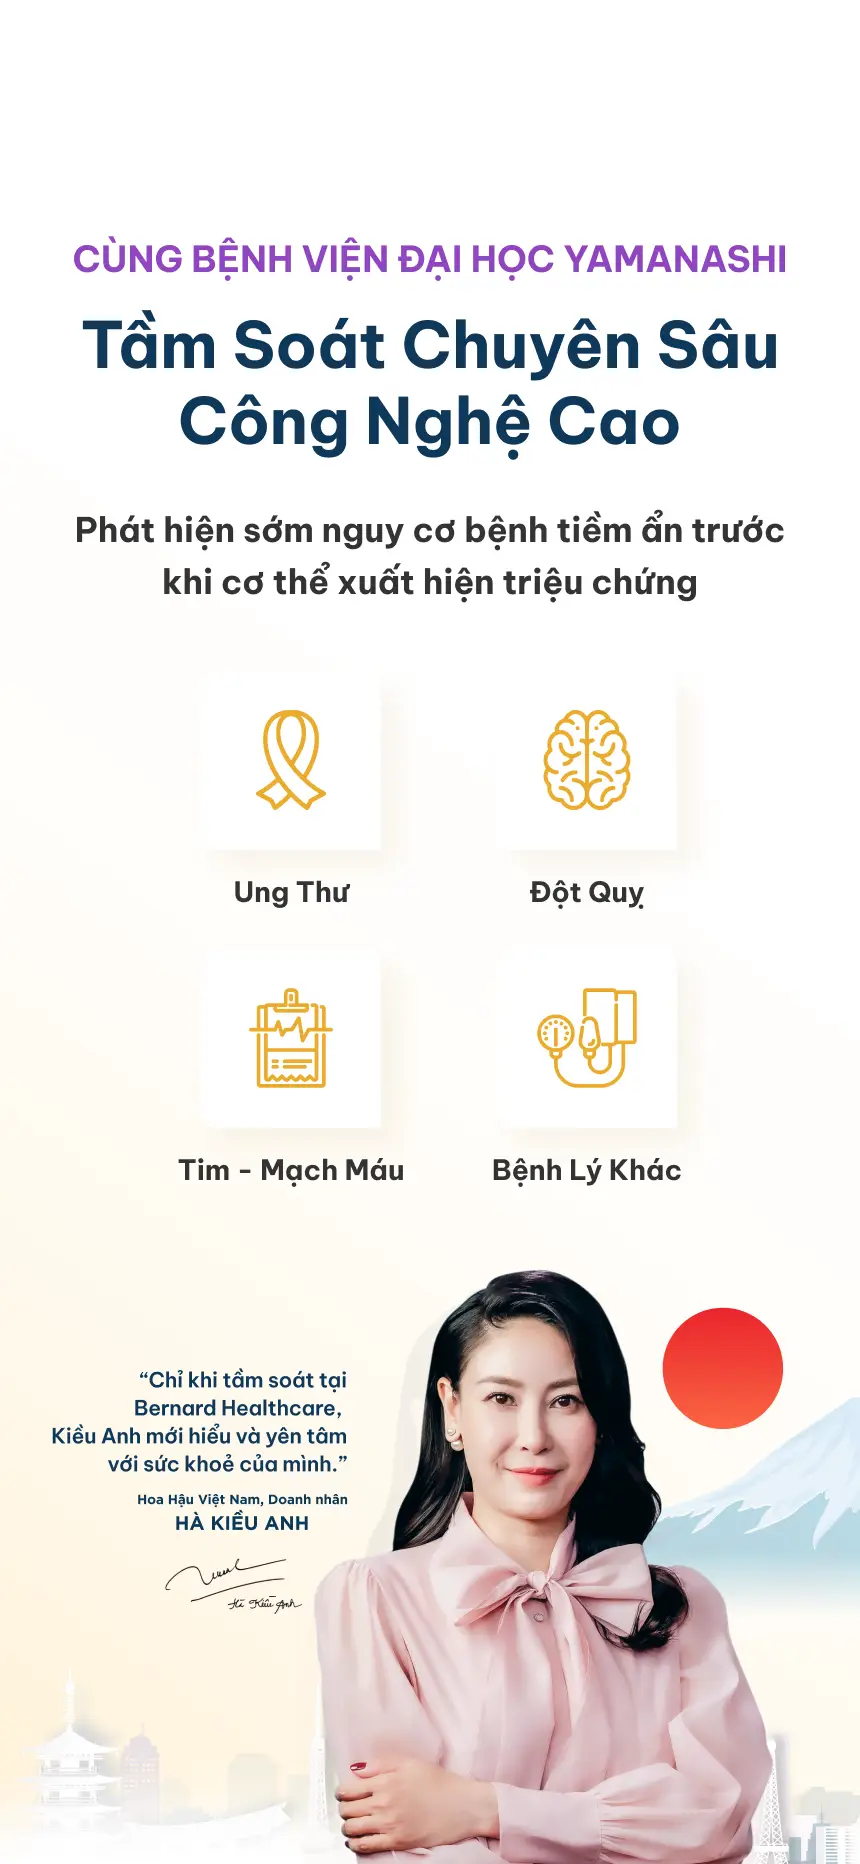 CÙNG BỆNH VIỆN ĐẠI HỌC YAMANASHI
Tầm Soát Chuyên Sâu
Công Nghệ Cao
Phát hiện sớm nguy cơ bệnh tiềm ẩn trước
khi cơ thể xuất hiện triệu chứng
Ung Thư
Đột Quỵ
Tim - Mạch Máu
Bệnh Lý Khác
“Chỉ khi tầm soát tại
Bernard Healthcare,
Kiều Anh mới hiểu và yên tâm
với sức khoẻ của mình.”
Hoa Hậu Việt Nam, Doanh nhân
HÀ KIỀU ANH
Hà Kiều Anh